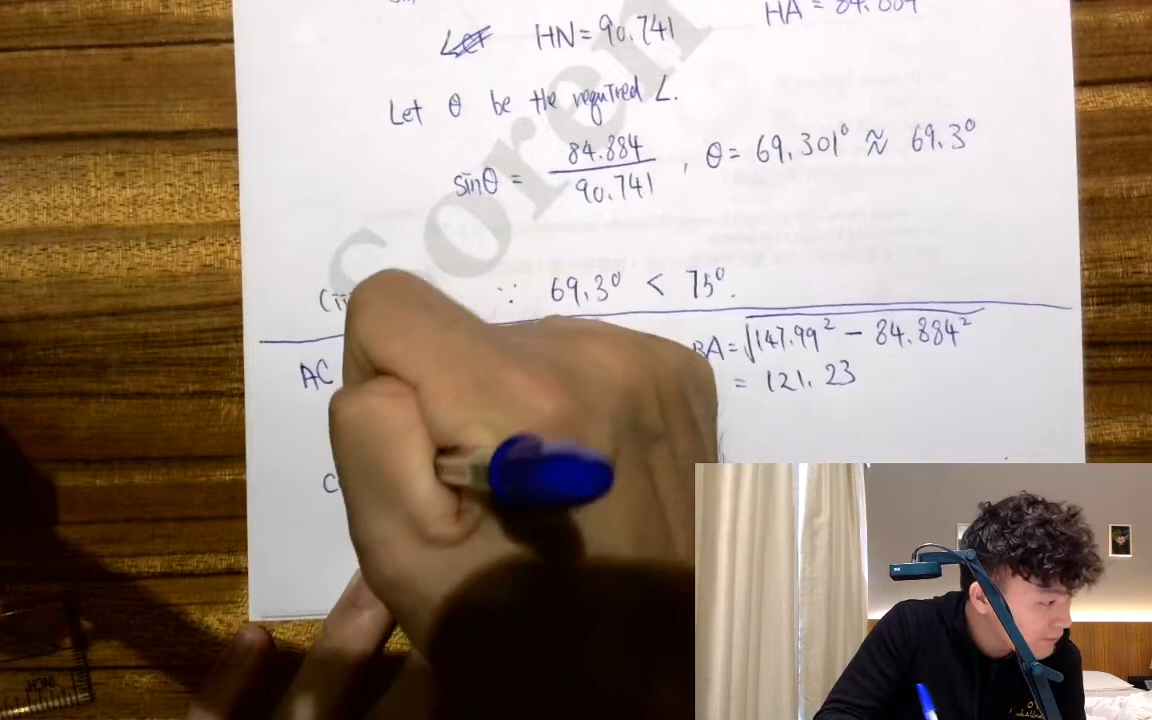 HN = 90.741
HA = 84.884
Let θ be the required ∠.
sinθ = 84.884 / 90.741 , θ = 69.301° ≈ 69.3°
∵ 69.3° < 75°.
AC
BA = √147.99² − 84.884²
= 121.23
Soren